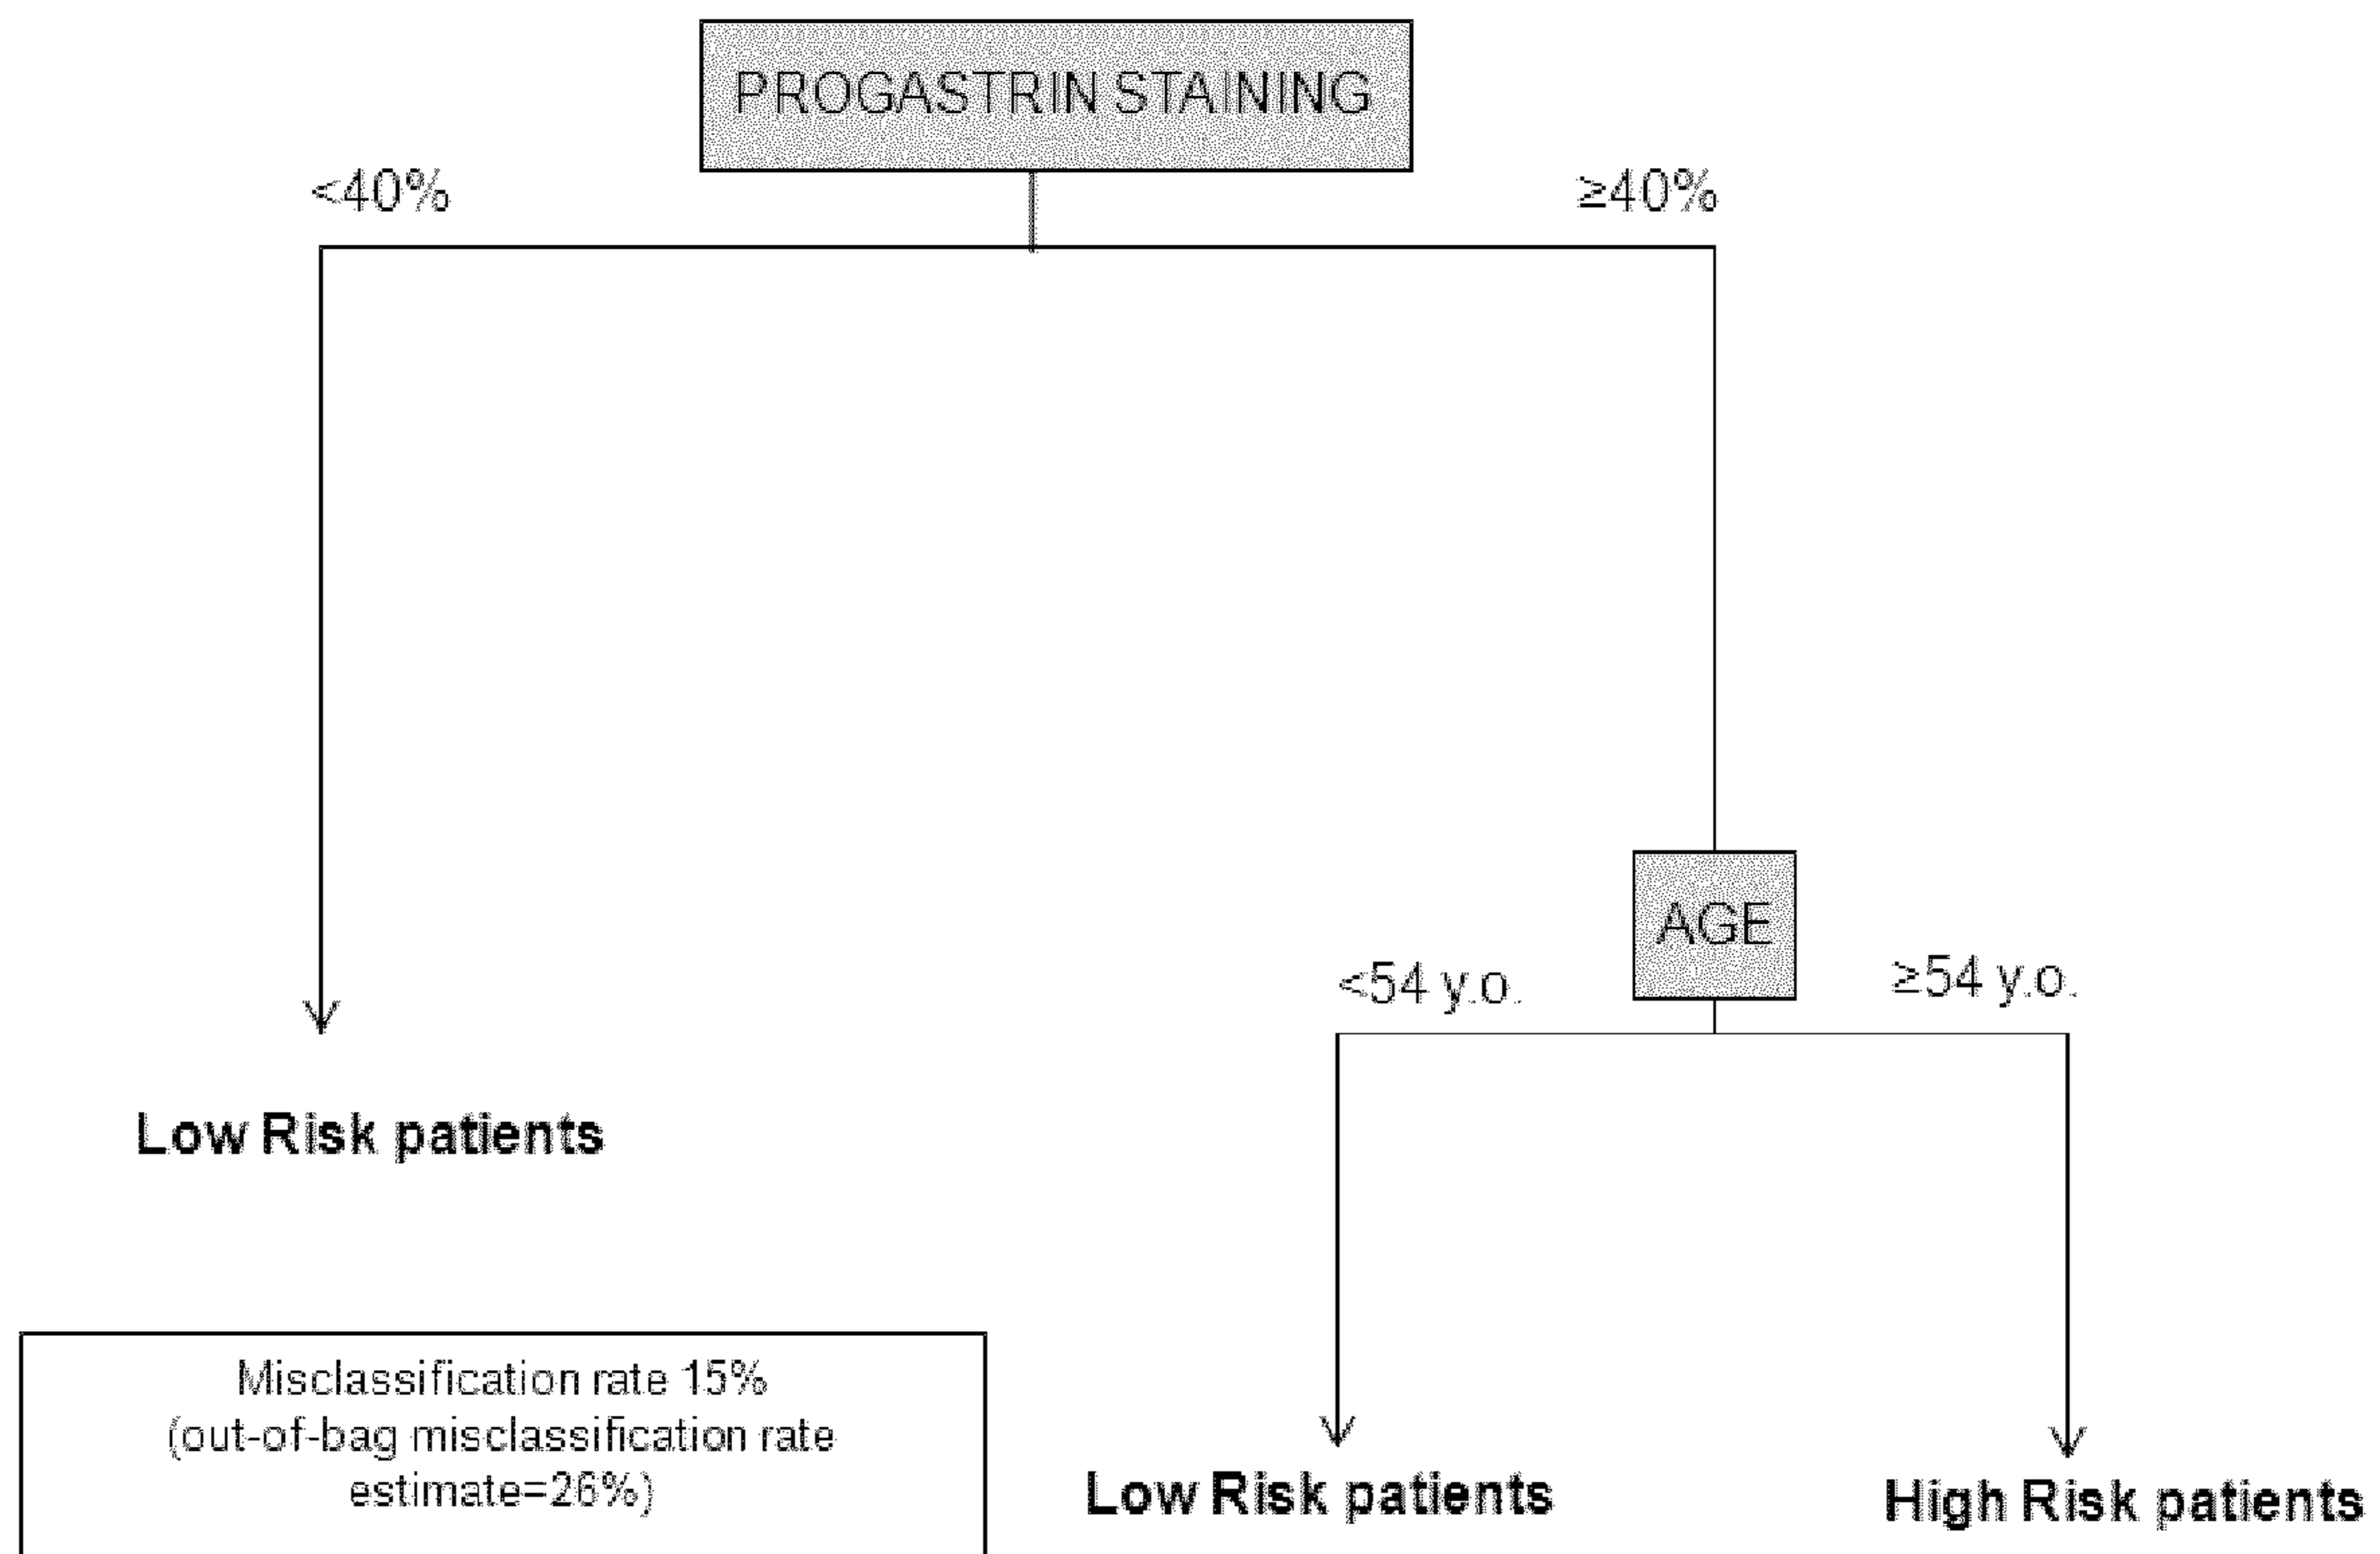 PROGASTRIN STAINING
<40%
≥40%
AGE
<54 y.o.
≥54 y.o.
Low Risk patients
Misclassification rate 15%
(out-of-bag misclassification rate
estimate=26%)
Low Risk patients
High Risk patients